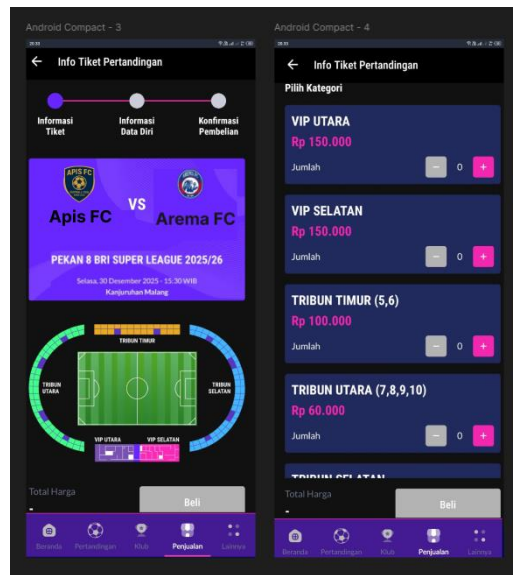 Android Compact - 3
← Info Tiket Pertandingan
Informasi Tiket
Informasi Data Diri
Konfirmasi Pembelian
APIS FC
Apis FC
VS
AREMA
Arema FC
PEKAN 8 BRI SUPER LEAGUE 2025/26
Selasa, 30 Desember 2025 - 15.30 WIB
Kanjuruhan Malang
TRIBUN TIMUR
TRIBUN UTARA
TRIBUN SELATAN
VIP UTARA
VIP SELATAN
Total Harga
-
Beli
Beranda
Pertandingan
Klub
Penjualan
Lainnya
Android Compact - 4
← Info Tiket Pertandingan
Pilih Kategori
VIP UTARA
Rp 150.000
Jumlah
− 0 +
VIP SELATAN
Rp 150.000
Jumlah
− 0 +
TRIBUN TIMUR (5,6)
Rp 100.000
Jumlah
− 0 +
TRIBUN UTARA (7,8,9,10)
Rp 60.000
Jumlah
− 0 +
TRIBUN SELATAN
Total Harga
-
Beli
Beranda
Pertandingan
Klub
Penjualan
Lainnya